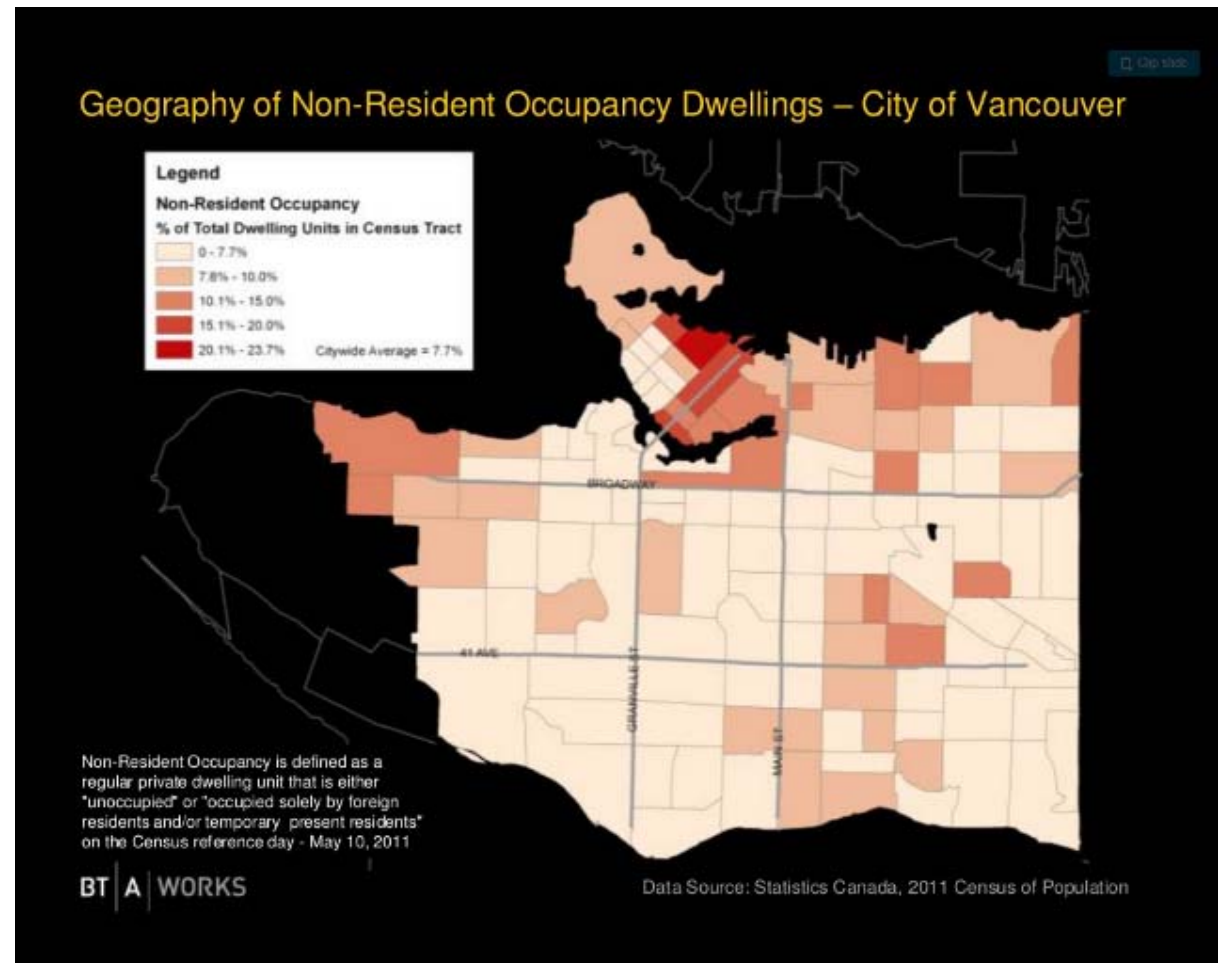 Clip slide
Geography of Non-Resident Occupancy Dwellings – City of Vancouver
Legend
Non-Resident Occupancy
% of Total Dwelling Units in Census Tract
0 - 7.7%
7.8% - 10.0%
10.1% - 15.0%
15.1% - 20.0%
20.1% - 23.7%
Citywide Average = 7.7%
BROADWAY
41 AVE
GRANVILLE ST
MAIN ST
Non-Resident Occupancy is defined as a
regular private dwelling unit that is either
"unoccupied" or "occupied solely by foreign
residents and/or temporary present residents"
on the Census reference day - May 10, 2011
BT|A|WORKS
Data Source: Statistics Canada, 2011 Census of Population